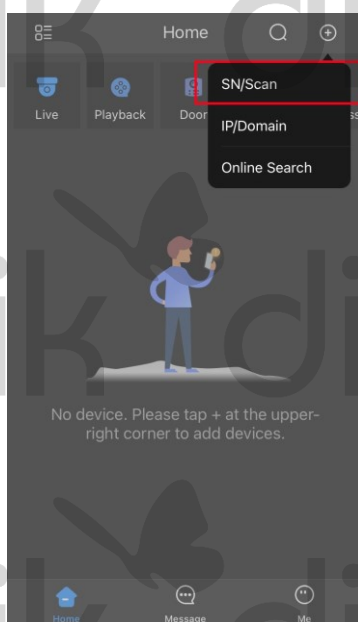 Home
SN/Scan
IP/Domain
Online Search
Live
Playback
Door
No device. Please tap + at the upper-
right corner to add devices.
Home
Message
Me